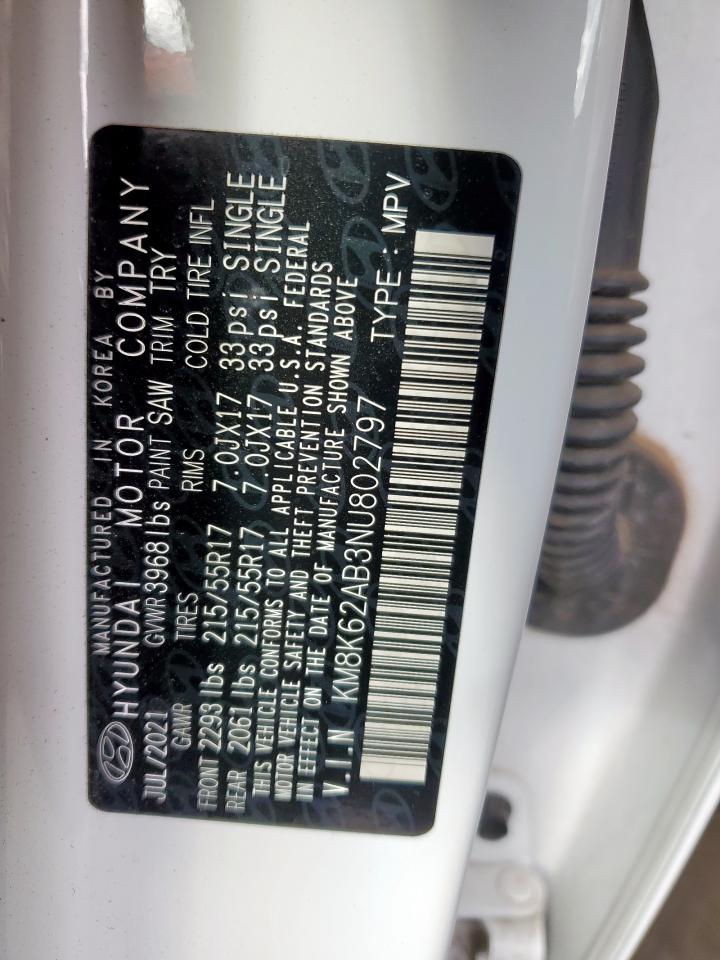 MANUFACTURED IN KOREA BY
HYUNDAI MOTOR COMPANY
JUL/2021 GVWR 3968 lbs PAINT SAW TRIM TRY
GAWR TIRES RMS COLD TIRE INFL
FRONT 2293 lbs 215/55R17 7.0JX17 33 psi SINGLE
REAR 2061 lbs 215/55R17 7.0JX17 33 psi SINGLE
THIS VEHICLE CONFORMS TO ALL APPLICABLE U.S.A. FEDERAL
MOTOR VEHICLE SAFETY AND THEFT PREVENTION STANDARDS
IN EFFECT ON THE DATE OF MANUFACTURE SHOWN ABOVE
V.I.N KM8K62AB3NU802797 TYPE : MPV